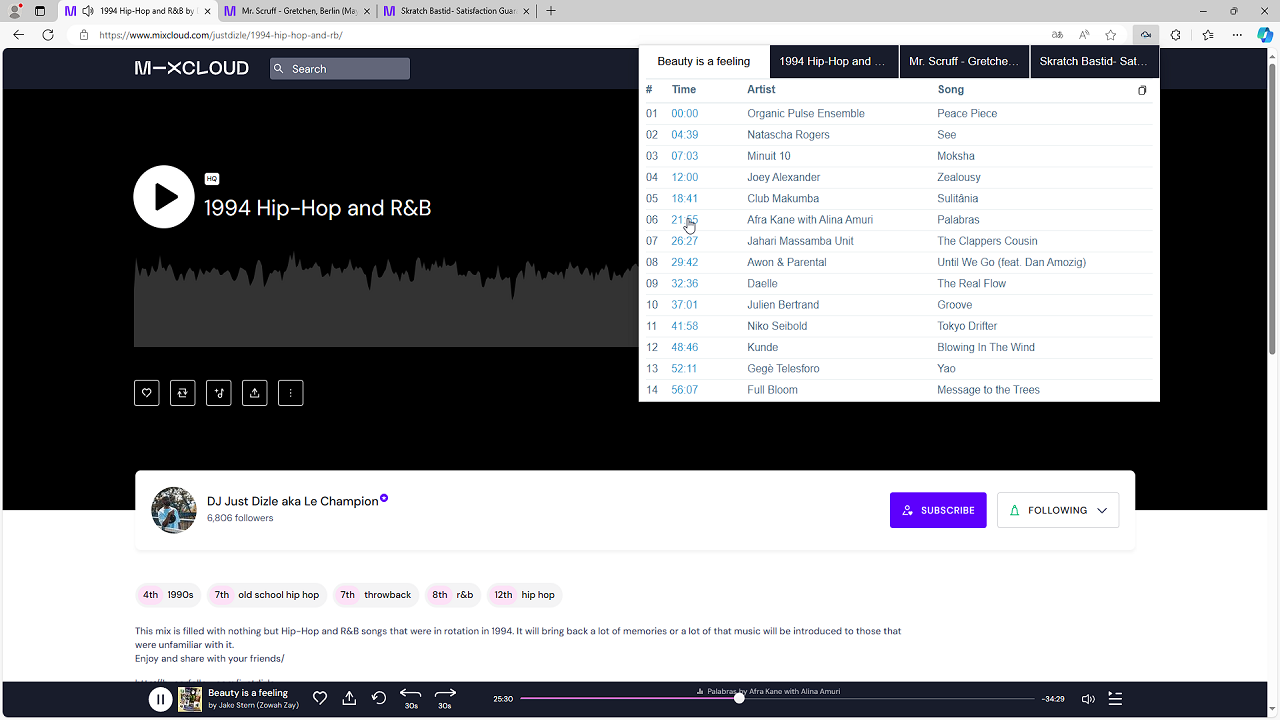 1994 Hip-Hop and R&B by
Mr. Scruff - Gretchen, Berlin (May
Skratch Bastid - Satisfaction Guar
https://www.mixcloud.com/justdizle/1994-hip-hop-and-rb/
M-XCLOUD
Search
Beauty is a feeling
1994 Hip-Hop and ...
Mr. Scruff - Gretche...
Skratch Bastid- Sat...
# Time Artist Song
01 00:00 Organic Pulse Ensemble Peace Piece
02 04:39 Natascha Rogers See
03 07:03 Minuit 10 Moksha
04 12:00 Joey Alexander Zealousy
05 18:41 Club Makumba Sulitânia
06 21:55 Afra Kane with Alina Amuri Palabras
07 26:27 Jahari Massamba Unit The Clappers Cousin
08 29:42 Awon & Parental Until We Go (feat. Dan Amozig)
09 32:36 Daelle The Real Flow
10 37:01 Julien Bertrand Groove
11 41:58 Niko Seibold Tokyo Drifter
12 48:46 Kunde Blowing In The Wind
13 52:11 Gegè Telesforo Yao
14 56:07 Full Bloom Message to the Trees
HQ
1994 Hip-Hop and R&B
DJ Just Dizle aka Le Champion
6,806 followers
SUBSCRIBE
FOLLOWING
4th 1990s 7th old school hip hop 7th throwback 8th r&b 12th hip hop
This mix is filled with nothing but Hip-Hop and R&B songs that were in rotation in 1994. It will bring back a lot of memories or a lot of that music will be introduced to those that
were unfamiliar with it.
Enjoy and share with your friends/
Beauty is a feeling
by Jake Stern (Zowah Zay)
30s
30s
25:30
Palabras by Afra Kane with Alina Amuri
-34:29